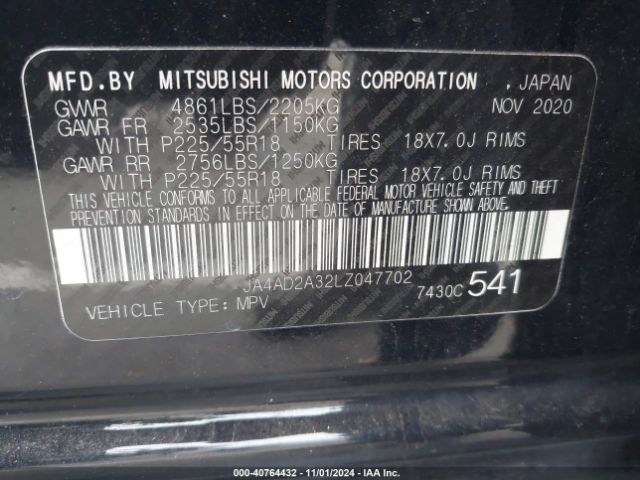 MFD.BY MITSUBISHI MOTORS CORPORATION , JAPAN
GVWR 4861LBS/2205KG NOV 2020
GAWR FR 2535LBS/1150KG
WITH P225/55R18 TIRES 18X7.0J RIMS
GAWR RR 2756LBS/1250KG
WITH P225/55R18 TIRES 18X7.0J RIMS
THIS VEHICLE CONFORMS TO ALL APPLICABLE FEDERAL MOTOR VEHICLE SAFETY AND THEFT
PREVENTION STANDARDS IN EFFECT ON THE DATE OF MANUFACTURE SHOWN ABOVE.
JA4AD2A32LZ047702
7430C 541
VEHICLE TYPE: MPV
000-40764432 - 11/01/2024 - IAA Inc.